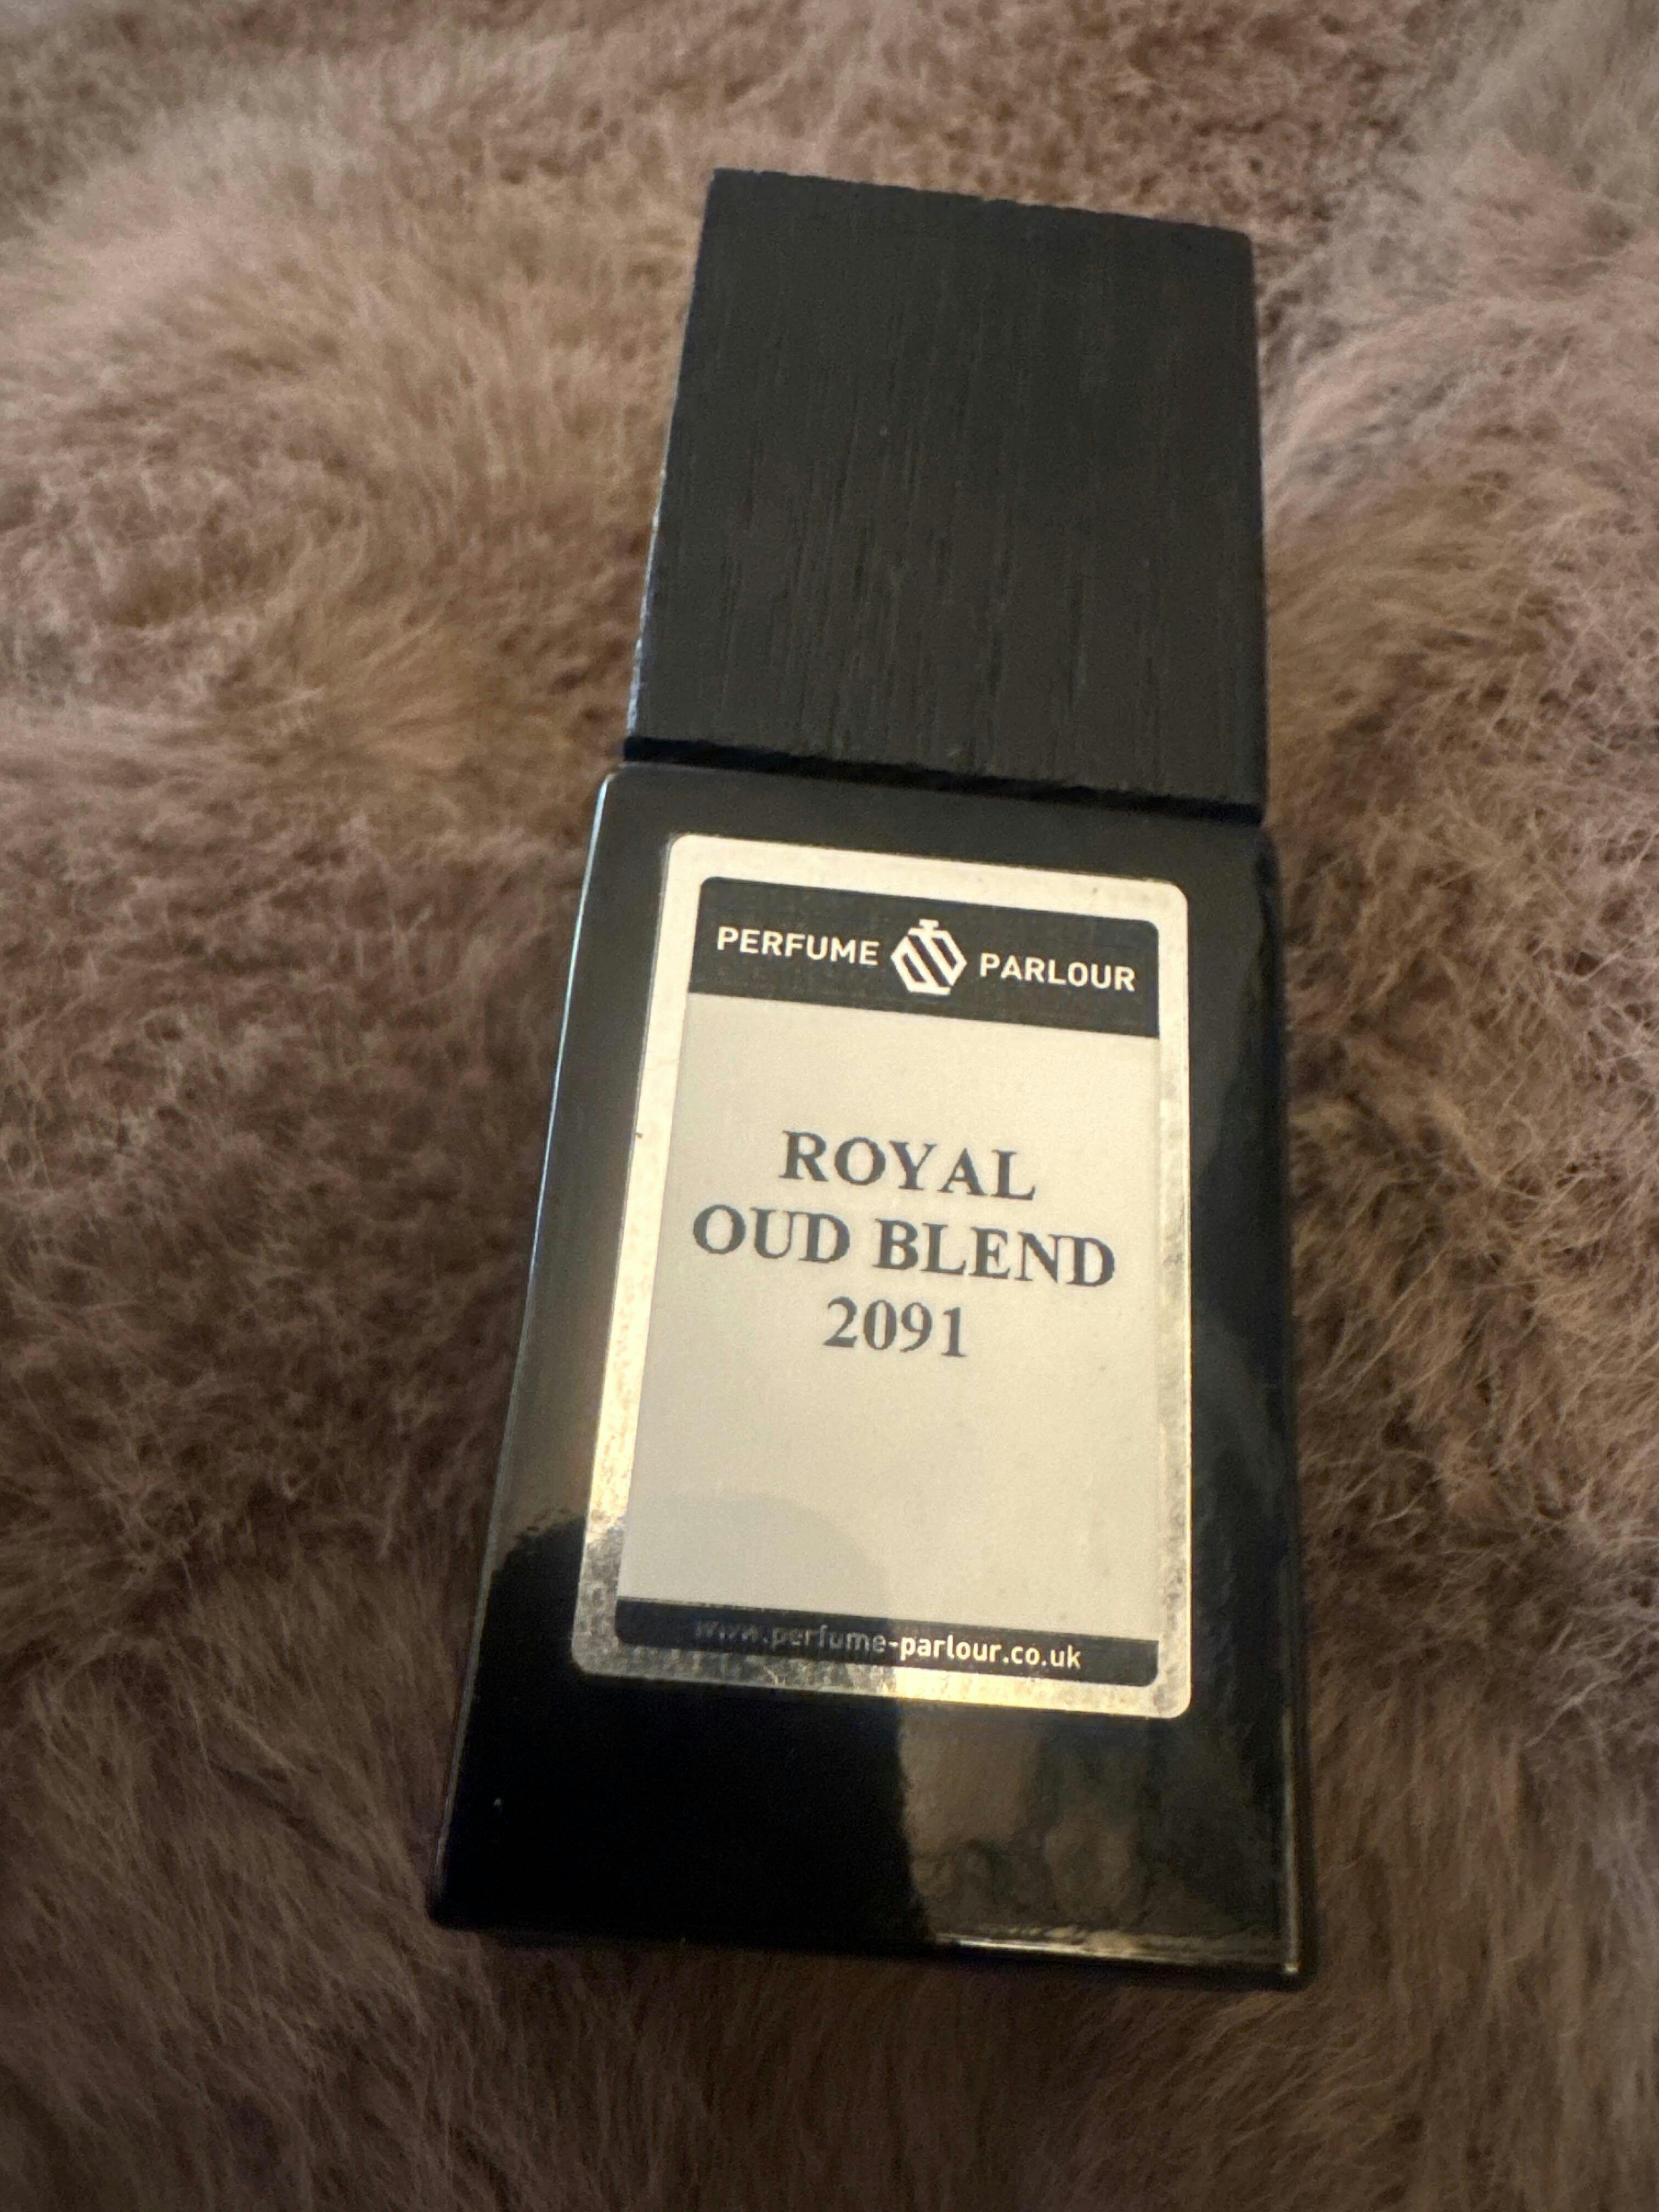 PERFUME PARLOUR
ROYAL
OUD BLEND
2091
www.perfume-parlour.co.uk